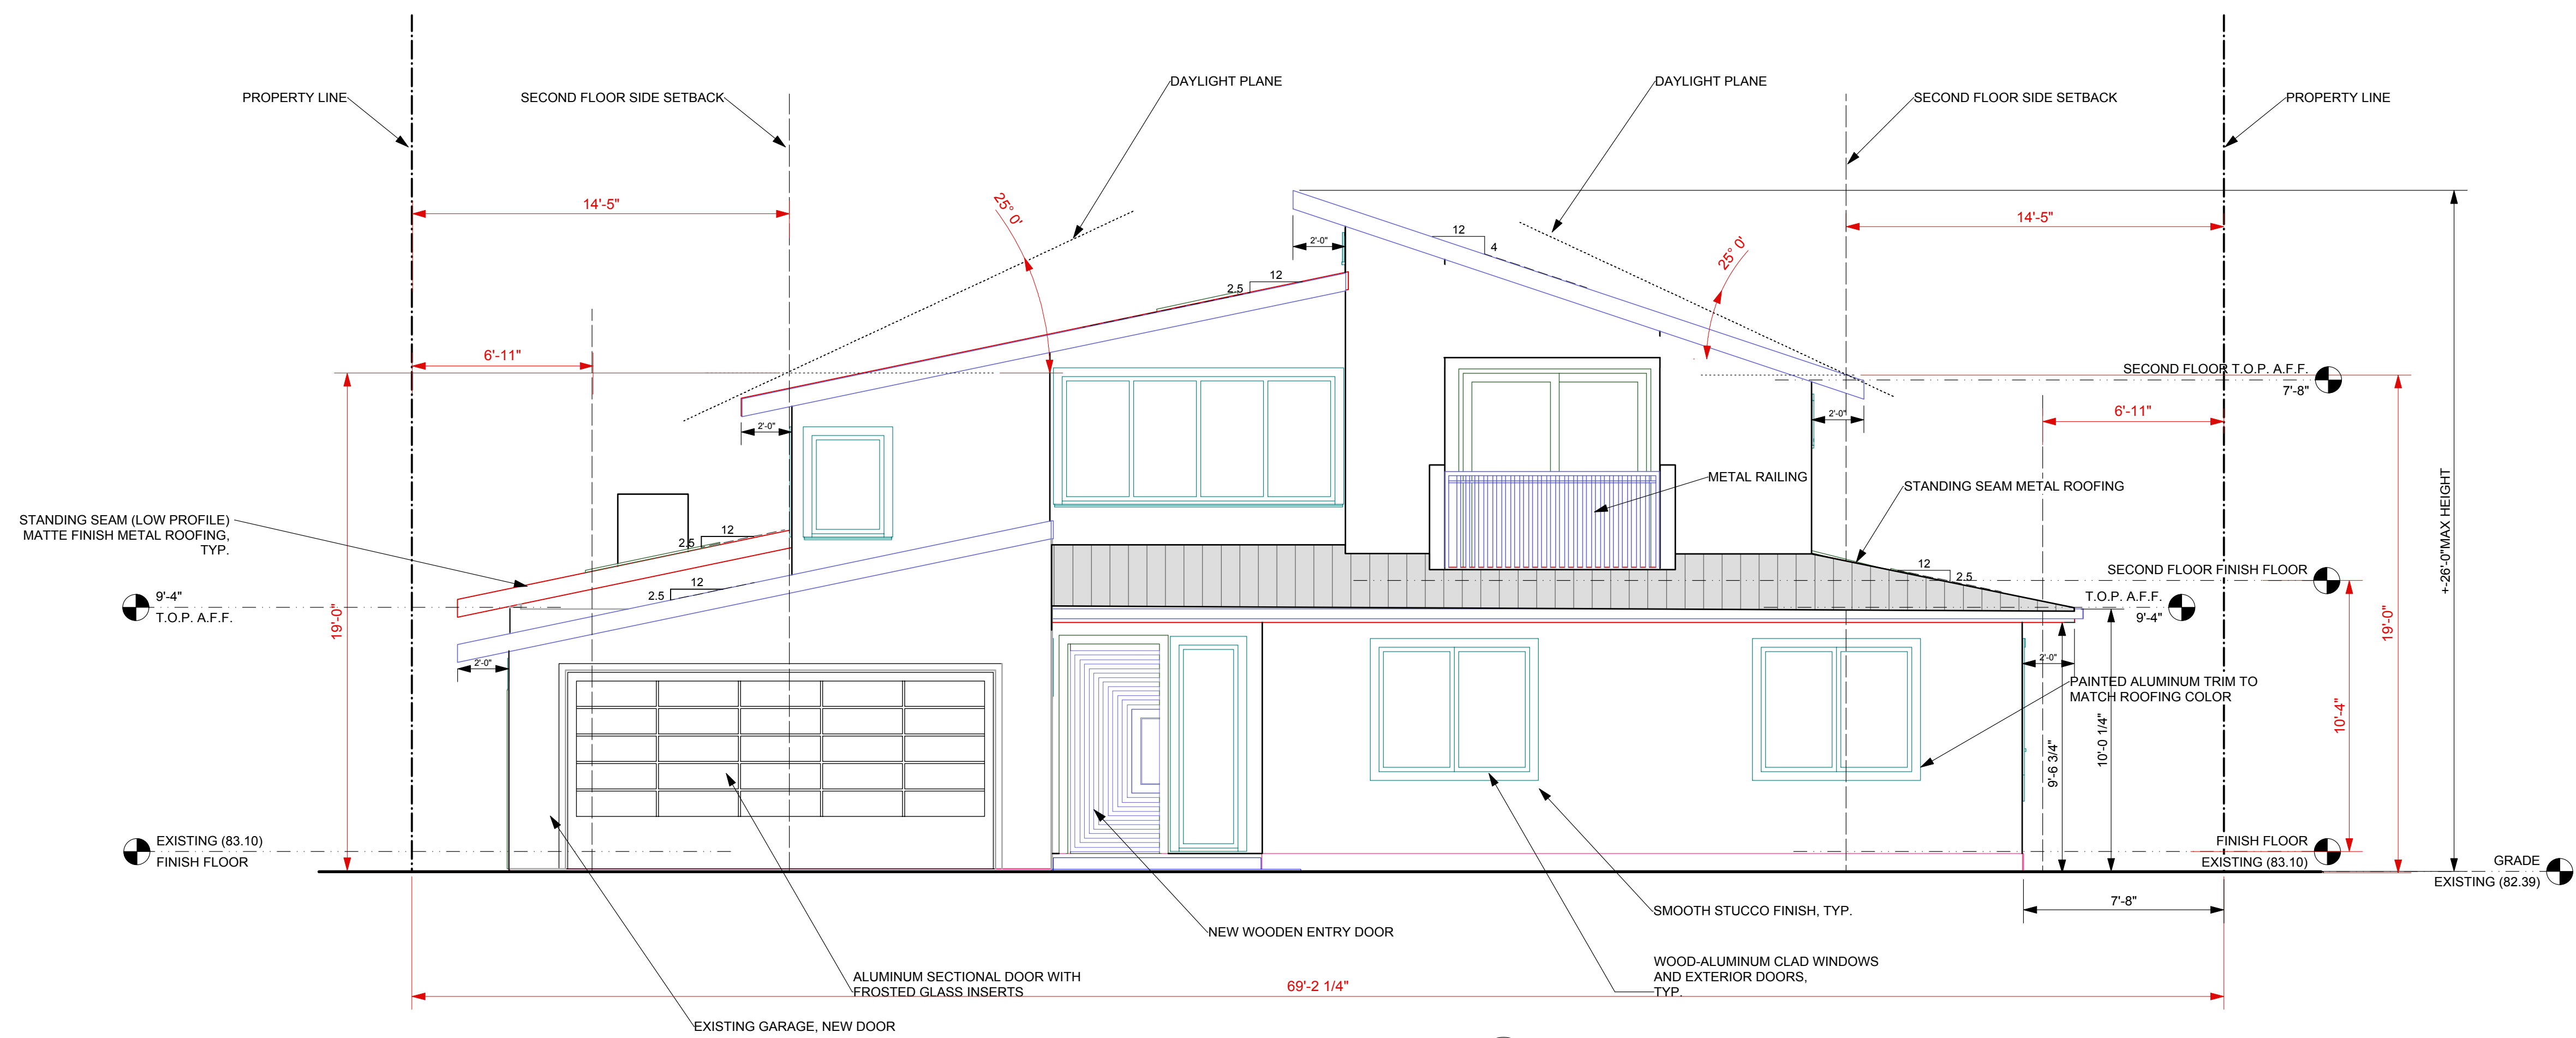 DAYLIGHT PLANE
DAYLIGHT PLANE
PROPERTY LINE
SECOND FLOOR SIDE SETBACK
SECOND FLOOR SIDE SETBACK
PROPERTY LINE
14'-5"
25° 0'
14'-5"
12
4
2'-0"
25° 0'
12
2.5
6'-11"
SECOND FLOOR T.O.P. A.F.F.
7'-8"
6'-11"
2'-0"
2'-0"
METAL RAILING
STANDING SEAM METAL ROOFING
+-26'-0"MAX HEIGHT
STANDING SEAM (LOW PROFILE)
MATTE FINISH METAL ROOFING,
TYP.
12
2.5
12
2.5
12
2.5
SECOND FLOOR FINISH FLOOR
9'-4"
T.O.P. A.F.F.
T.O.P. A.F.F.
9'-4"
19'-0"
19'-0"
2'-0"
2'-0"
PAINTED ALUMINUM TRIM TO
MATCH ROOFING COLOR
10'-4"
9'-6 3/4"
10'-0 1/4"
EXISTING (83.10)
FINISH FLOOR
FINISH FLOOR
EXISTING (83.10)
GRADE
EXISTING (82.39)
7'-8"
SMOOTH STUCCO FINISH, TYP.
NEW WOODEN ENTRY DOOR
WOOD-ALUMINUM CLAD WINDOWS
AND EXTERIOR DOORS,
TYP.
ALUMINUM SECTIONAL DOOR WITH
FROSTED GLASS INSERTS
69'-2 1/4"
EXISTING GARAGE, NEW DOOR